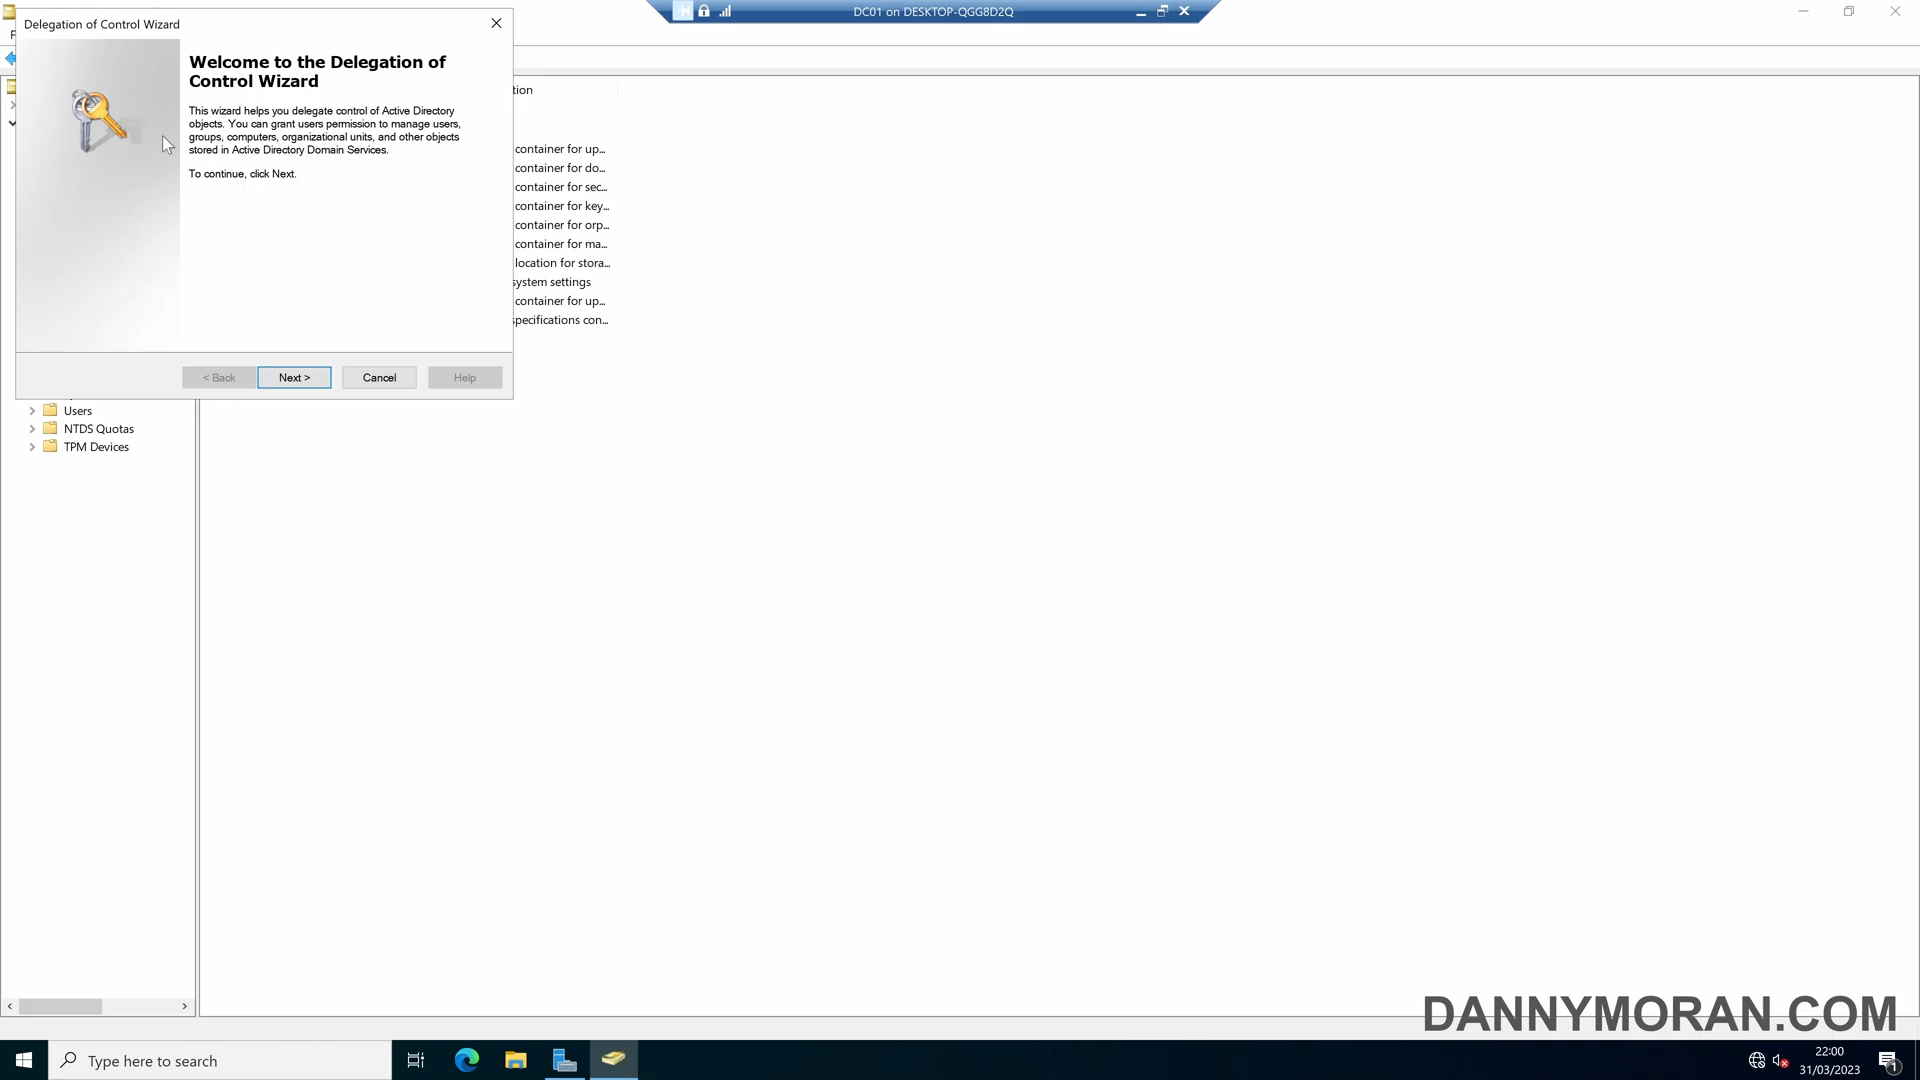 Delegation of Control Wizard
DC01 on DESKTOP-QGG8D2Q
Welcome to the Delegation of
Control Wizard
This wizard helps you delegate control of Active Directory
objects. You can grant users permission to manage users,
groups, computers, organizational units, and other objects
stored in Active Directory Domain Services.
To continue, click Next.
tion
container for up...
container for do...
container for sec...
container for key...
container for orp...
container for ma...
location for stora...
system settings
container for up...
specifications con...
< Back
Next >
Cancel
Help
Users
NTDS Quotas
TPM Devices
DANNYMORAN.COM
Type here to search
22:00
31/03/2023
1